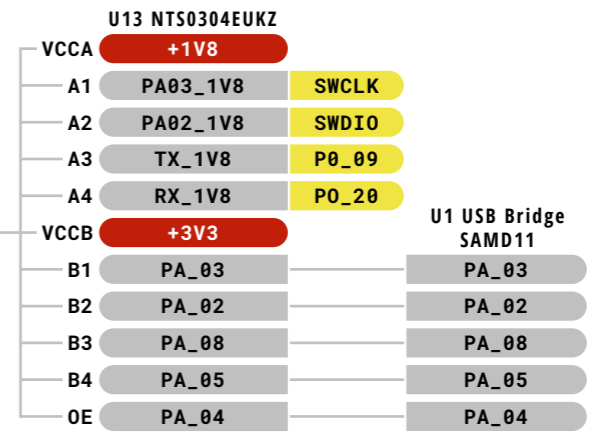 U13 NTS0304EUKZ
VCCA +1V8
A1 PA03_1V8 SWCLK
A2 PA02_1V8 SWDIO
A3 TX_1V8 P0_09
A4 RX_1V8 PO_20
VCCB +3V3
U1 USB Bridge
SAMD11
B1 PA_03 PA_03
B2 PA_02 PA_02
B3 PA_08 PA_08
B4 PA_05 PA_05
OE PA_04 PA_04